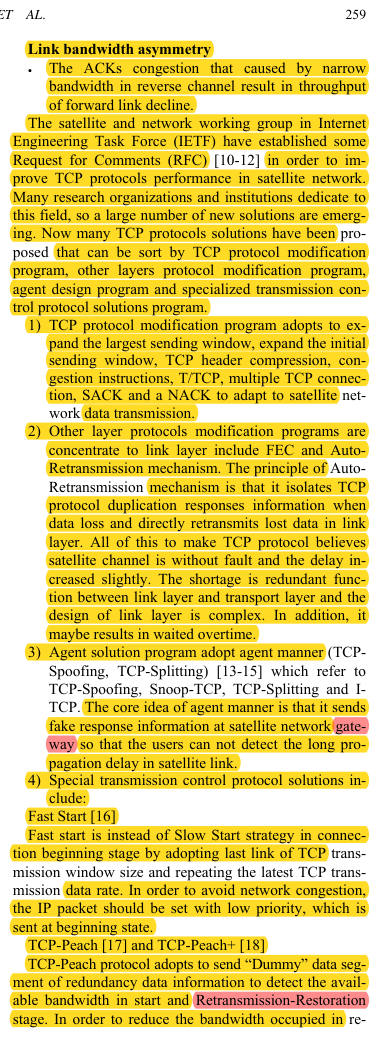 ET AL. 259
Link bandwidth asymmetry
• The ACKs congestion that caused by narrow
bandwidth in reverse channel result in throughput
of forward link decline.
The satellite and network working group in Internet
Engineering Task Force (IETF) have established some
Request for Comments (RFC) [10-12] in order to im-
prove TCP protocols performance in satellite network.
Many research organizations and institutions dedicate to
this field, so a large number of new solutions are emerg-
ing. Now many TCP protocols solutions have been pro-
posed that can be sort by TCP protocol modification
program, other layers protocol modification program,
agent design program and specialized transmission con-
trol protocol solutions program.
1) TCP protocol modification program adopts to ex-
pand the largest sending window, expand the initial
sending window, TCP header compression, con-
gestion instructions, T/TCP, multiple TCP connec-
tion, SACK and a NACK to adapt to satellite net-
work data transmission.
2) Other layer protocols modification programs are
concentrate to link layer include FEC and Auto-
Retransmission mechanism. The principle of Auto-
Retransmission mechanism is that it isolates TCP
protocol duplication responses information when
data loss and directly retransmits lost data in link
layer. All of this to make TCP protocol believes
satellite channel is without fault and the delay in-
creased slightly. The shortage is redundant func-
tion between link layer and transport layer and the
design of link layer is complex. In addition, it
maybe results in waited overtime.
3) Agent solution program adopt agent manner (TCP-
Spoofing, TCP-Splitting) [13-15] which refer to
TCP-Spoofing, Snoop-TCP, TCP-Splitting and I-
TCP. The core idea of agent manner is that it sends
fake response information at satellite network gate-
way so that the users can not detect the long pro-
pagation delay in satellite link.
4) Special transmission control protocol solutions in-
clude:
Fast Start [16]
Fast start is instead of Slow Start strategy in connec-
tion beginning stage by adopting last link of TCP trans-
mission window size and repeating the latest TCP trans-
mission data rate. In order to avoid network congestion,
the IP packet should be set with low priority, which is
sent at beginning state.
TCP-Peach [17] and TCP-Peach+ [18]
TCP-Peach protocol adopts to send “Dummy” data seg-
ment of redundancy data information to detect the avail-
able bandwidth in start and Retransmission-Restoration
stage. In order to reduce the bandwidth occupied in re-